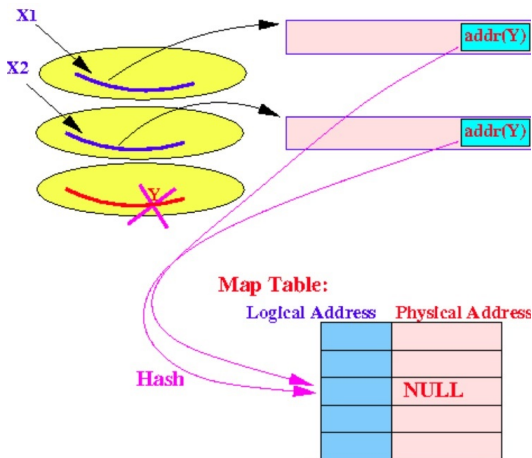 X1
addr(Y)
X2
addr(Y)
Y
Map Table:
Logical Address Physical Address
Hash
NULL